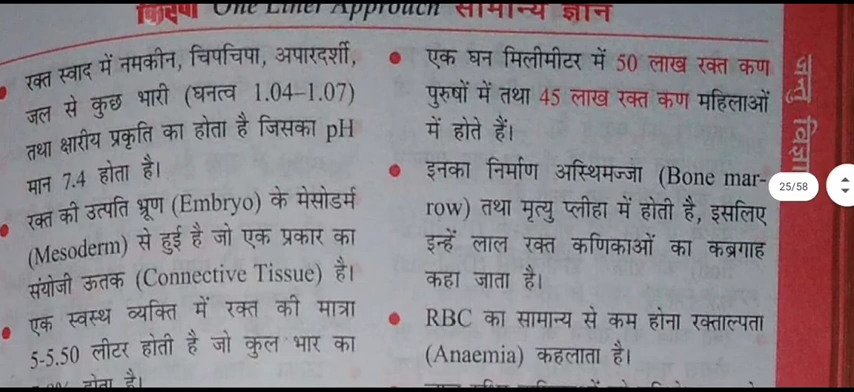 किरण One Liner Approach सामान्य ज्ञान
रक्त स्वाद में नमकीन, चिपचिपा, अपारदर्शी,
जल से कुछ भारी (घनत्व 1.04–1.07)
तथा क्षारीय प्रकृति का होता है जिसका pH
मान 7.4 होता है।
रक्त की उत्पति भ्रूण (Embryo) के मेसोडर्म
(Mesoderm) से हुई है जो एक प्रकार का
संयोजी ऊतक (Connective Tissue) है।
एक स्वस्थ व्यक्ति में रक्त की मात्रा
5-5.50 लीटर होती है जो कुल भार का
होता है।
एक घन मिलीमीटर में 50 लाख रक्त कण
पुरुषों में तथा 45 लाख रक्त कण महिलाओं
में होते हैं।
इनका निर्माण अस्थिमज्जा (Bone mar-
row) तथा मृत्यु प्लीहा में होती है, इसलिए
इन्हें लाल रक्त कणिकाओं का कब्रगाह
कहा जाता है।
RBC का सामान्य से कम होना रक्ताल्पता
(Anaemia) कहलाता है।
जन्तु
25/58